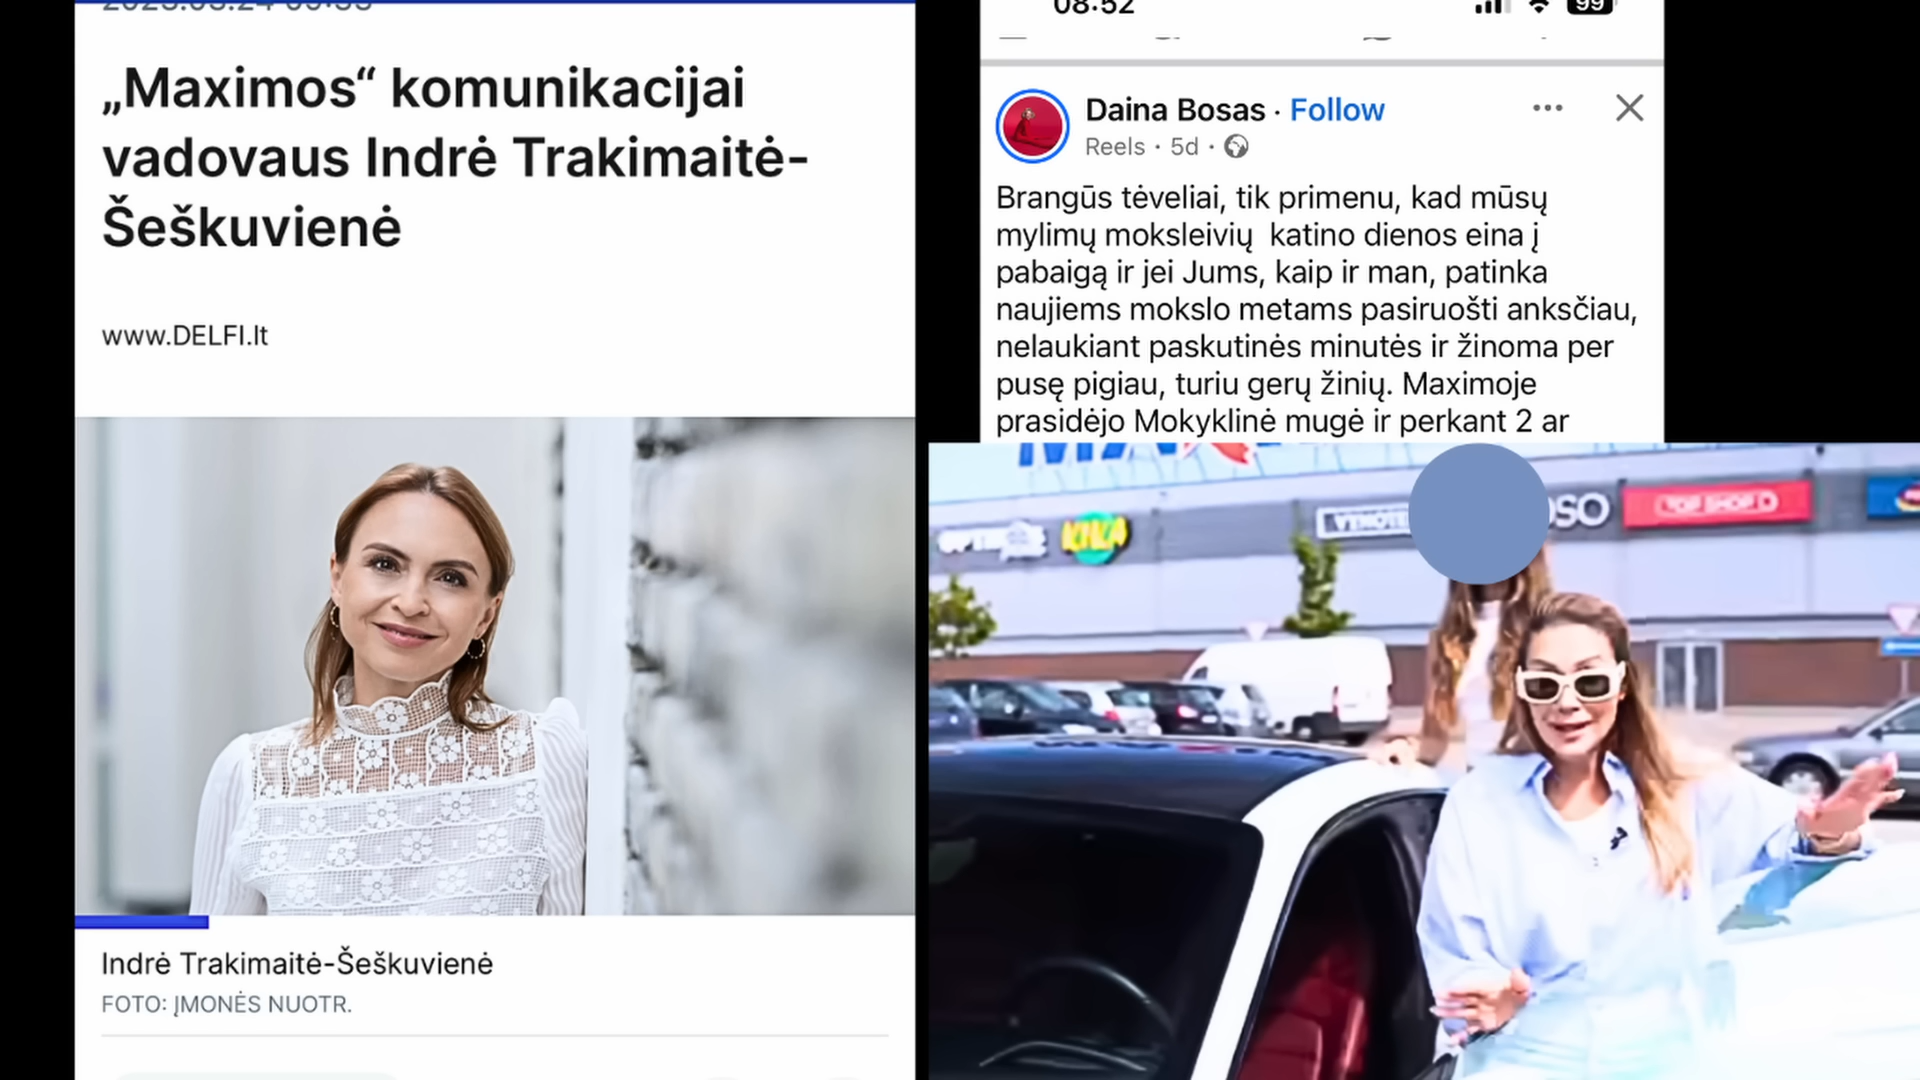 „Maximos“ komunikacijai
vadovaus Indrė Trakimaitė-
Šeškuvienė
www.DELFI.lt
Indrė Trakimaitė-Šeškuvienė
FOTO: ĮMONĖS NUOTR.
08:52
99
Daina Bosas · Follow
Reels · 5d ·
Brangūs tėveliai, tik primenu, kad mūsų
mylimų moksleivių katino dienos eina į
pabaigą ir jei Jums, kaip ir man, patinka
naujiems mokslo metams pasiruošti anksčiau,
nelaukiant paskutinės minutės ir žinoma per
pusę pigiau, turiu gerų žinių. Maximoje
prasidėjo Mokyklinė mugė ir perkant 2 ar
KIKA
TOP SHOP